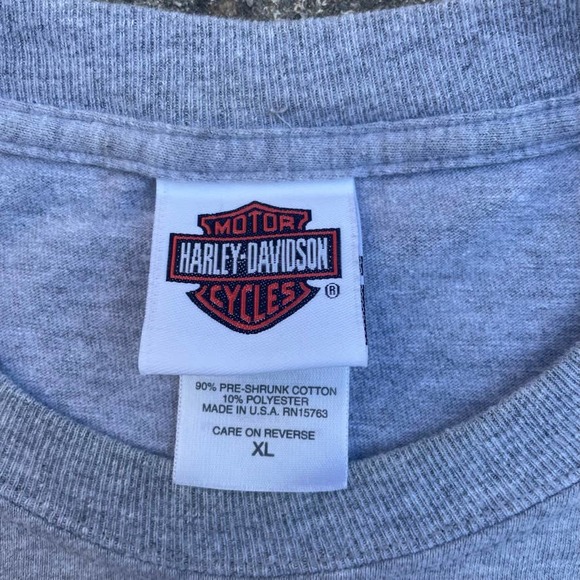 MOTOR
HARLEY-DAVIDSON
CYCLES
®
90% PRE-SHRUNK COTTON
10% POLYESTER
MADE IN U.S.A. RN15763
CARE ON REVERSE
XL